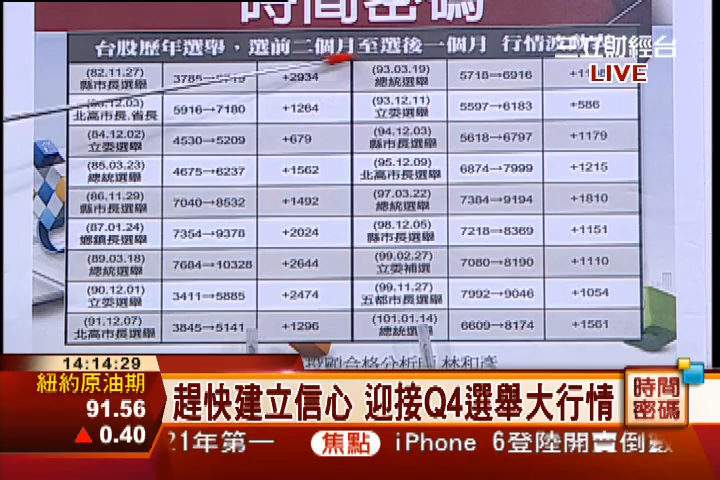 時間密碼
台股歷年選舉，選前二個月至選後一個月 行情波動
三立財經台
LIVE
(82.11.27) 縣市長選舉 +2934
北高市長.省長 5916→7180 +1264
(84.12.02) 立委選舉 4530→5209 +679
(85.03.23) 總統選舉 4675→6237 +1562
(86.11.29) 縣市長選舉 7040→8532 +1492
(87.01.24) 鄉鎮長選舉 7354→9378 +2024
(89.03.18) 總統選舉 7684→10328 +2644
(90.12.01) 立委選舉 3411→5885 +2474
(91.12.07) 北高市長選舉 3845→5141 +1296
(93.03.19) 總統選舉 5718→6916
(93.12.11) 立委選舉 5597→6183 +586
(94.12.03) 縣市長選舉 5618→6797 +1179
(95.12.09) 北高市長選舉 6874→7999 +1215
(97.03.22) 總統選舉 7384→9194 +1810
(98.12.05) 縣市長選舉 7218→8369 +1151
(99.02.27) 立委補選 7080→8190 +1110
(99.11.27) 五都市長選舉 7992→9046 +1054
(101.01.14) 總統選 6609→8174 +1561
林和彥
14:14:29
紐約原油期
91.56
▲0.40
趕快建立信心 迎接Q4選舉大行情
時間
密碼
21年第一 焦點 iPhone 6登陸開賣倒數